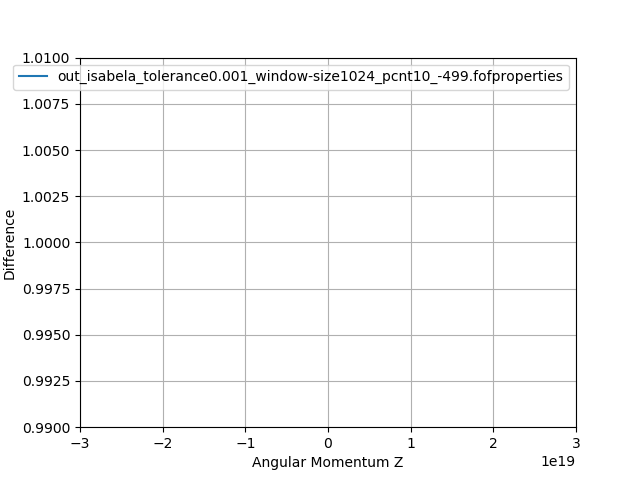 1.0100
out_isabela_tolerance0.001_window-size1024_pcnt10_-499.fofproperties
1.0075
1.0050
1.0025
1.0000
0.9975
0.9950
0.9925
0.9900
Difference
−3 −2 −1 0 1 2 3
1e19
Angular Momentum Z